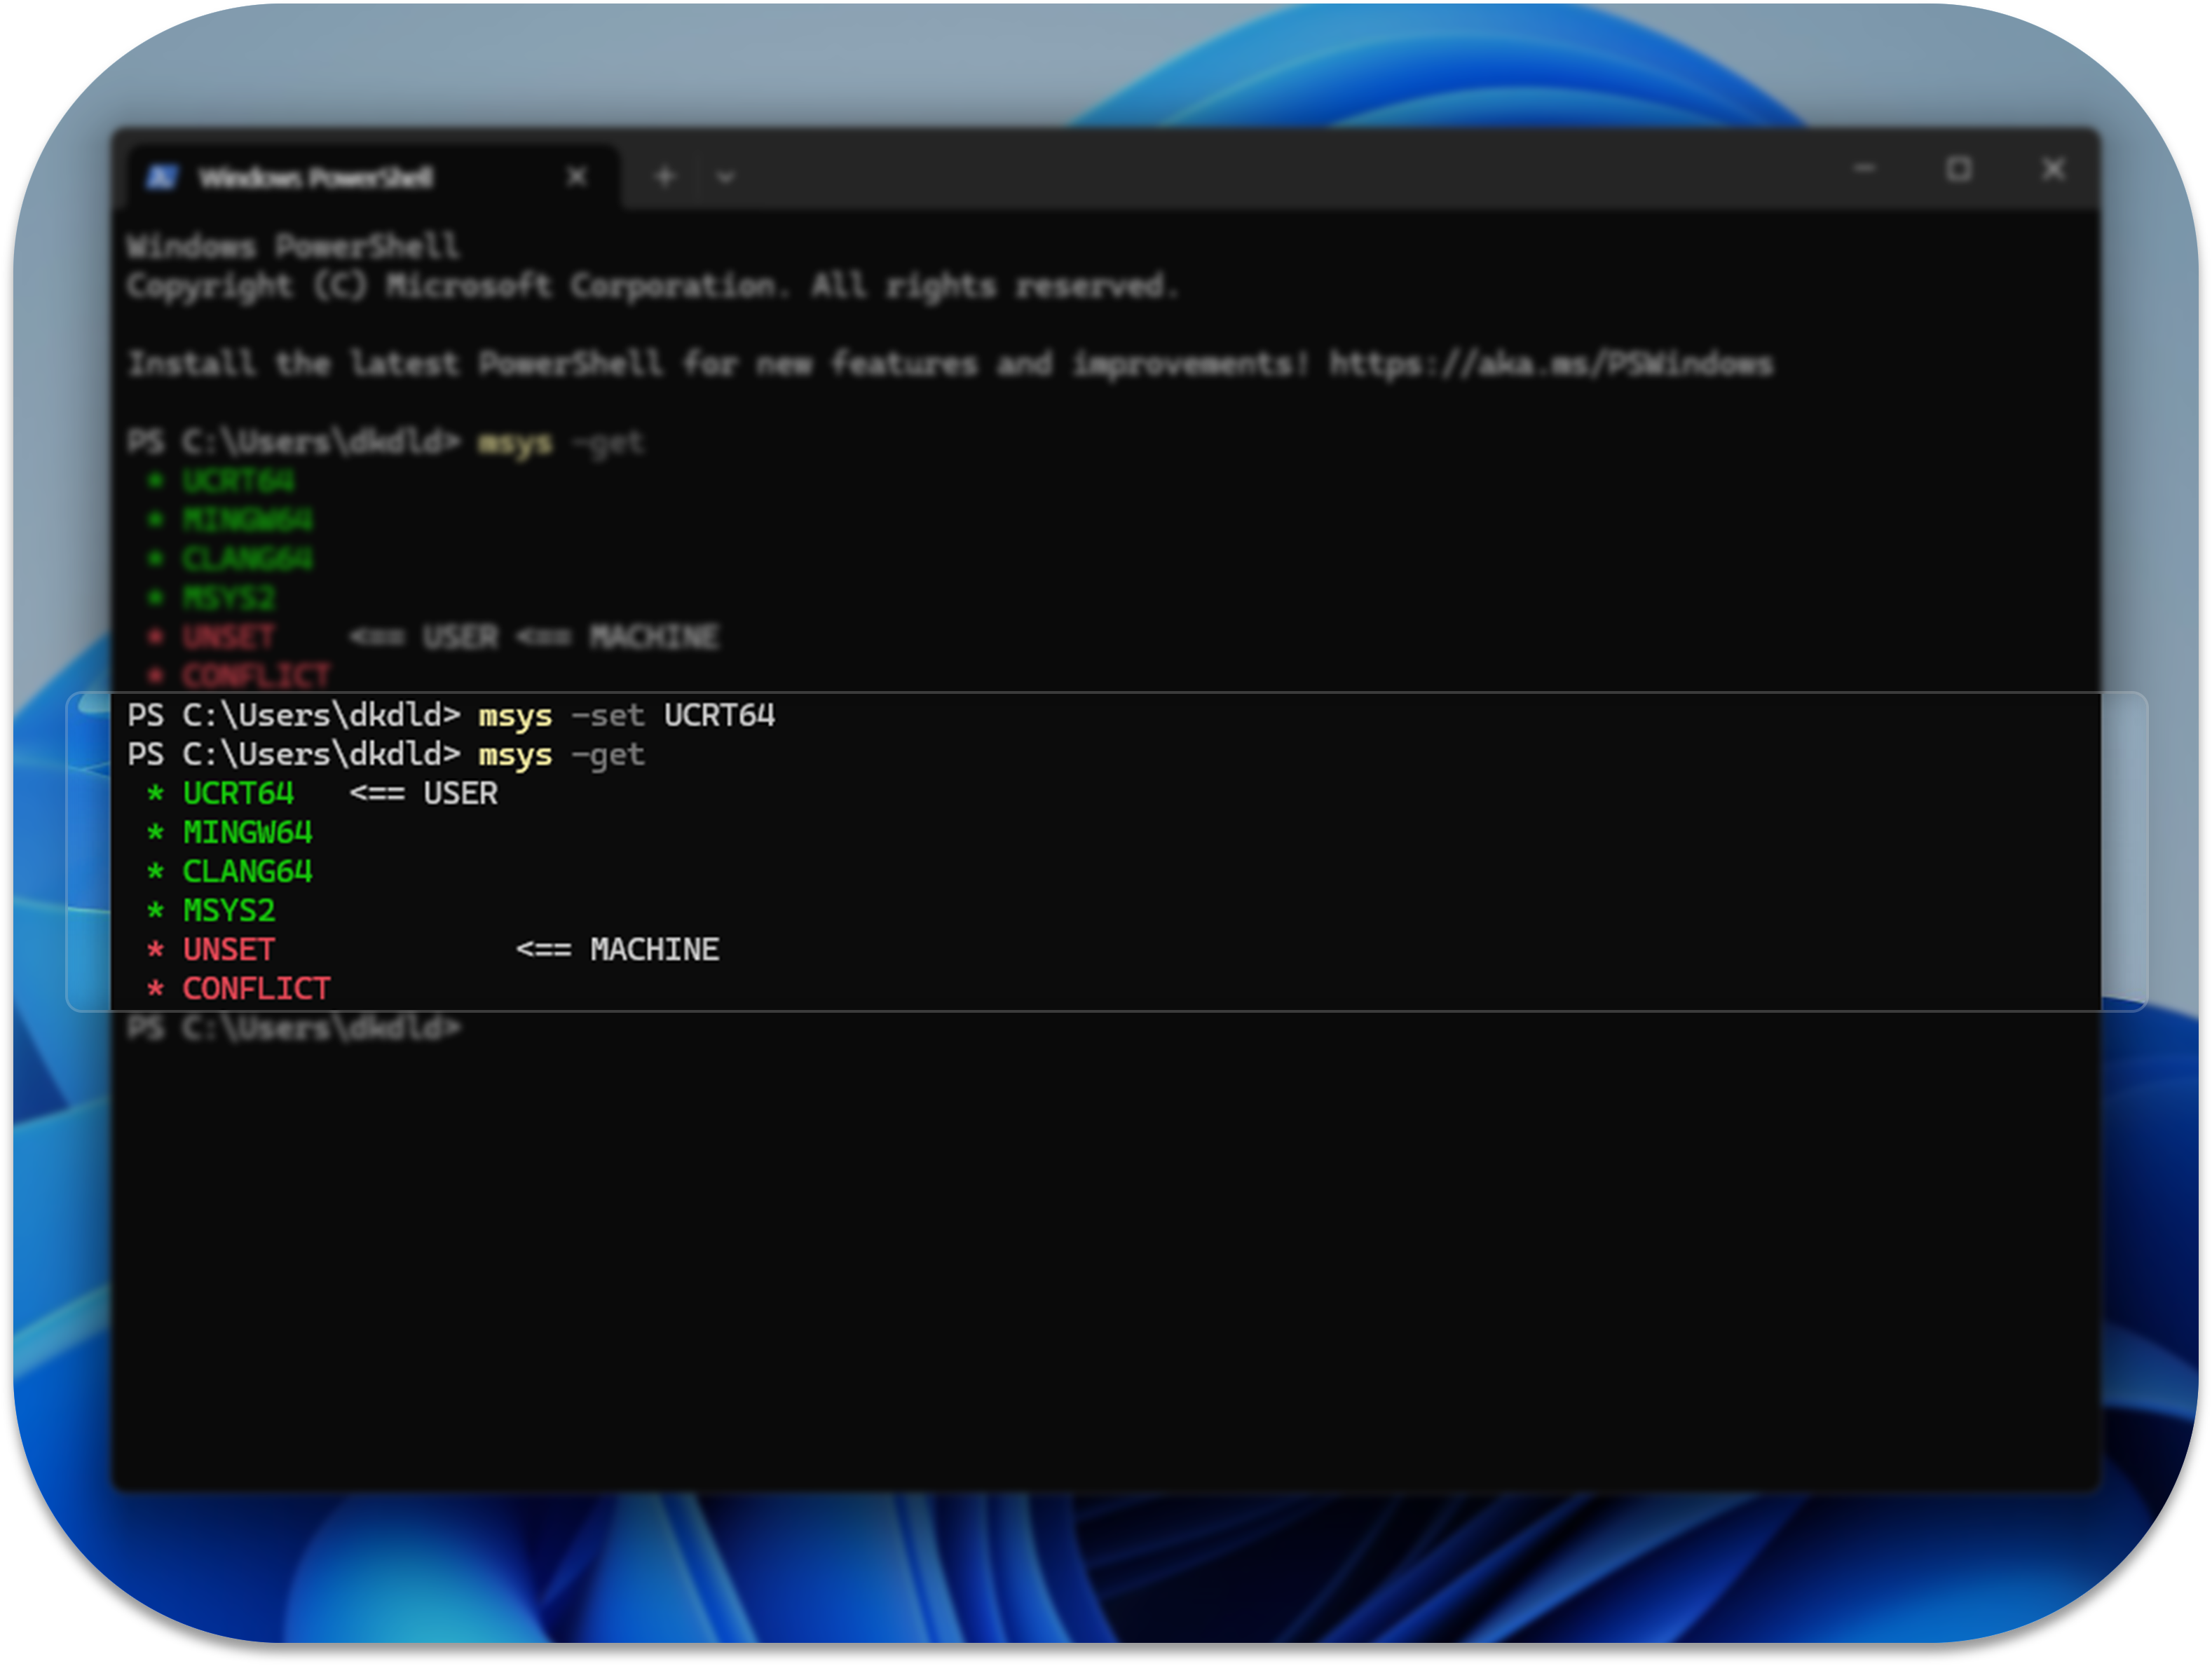 Windows PowerShell
Windows PowerShell
Copyright (C) Microsoft Corporation. All rights reserved.
Install the latest PowerShell for new features and improvements! https://aka.ms/PSWindows
PS C:\Users\dkdld> msys -get
* UCRT64
* MINGW64
* CLANG64
* MSYS2
* UNSET    <== USER <== MACHINE
* CONFLICT
PS C:\Users\dkdld> msys -set UCRT64
PS C:\Users\dkdld> msys -get
* UCRT64   <== USER
* MINGW64
* CLANG64
* MSYS2
* UNSET             <== MACHINE
* CONFLICT
PS C:\Users\dkdld>